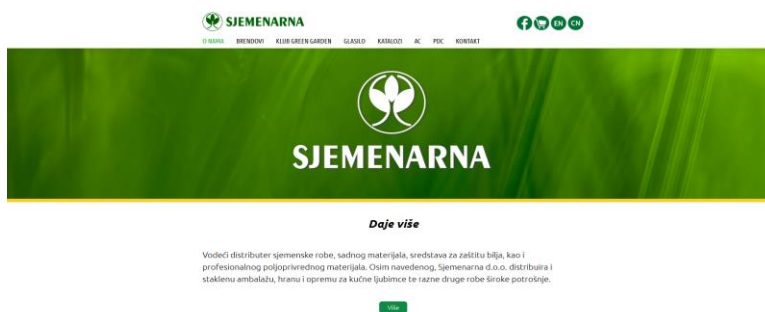 SJEMENARNA
EN CN
O NAMA BRENDOVI KLUB GREEN GARDEN GLASILO KATALOZI AC PDC KONTAKT
SJEMENARNA
Daje više
Vodeći distributer sjemenske robe, sadnog materijala, sredstava za zaštitu bilja, kao i
profesionalnog poljoprivrednog materijala. Osim navedenog, Sjemenarna d.o.o. distribuira i
staklenu ambalažu, hranu i opremu za kućne ljubimce te razne druge robe široke potrošnje.
Više